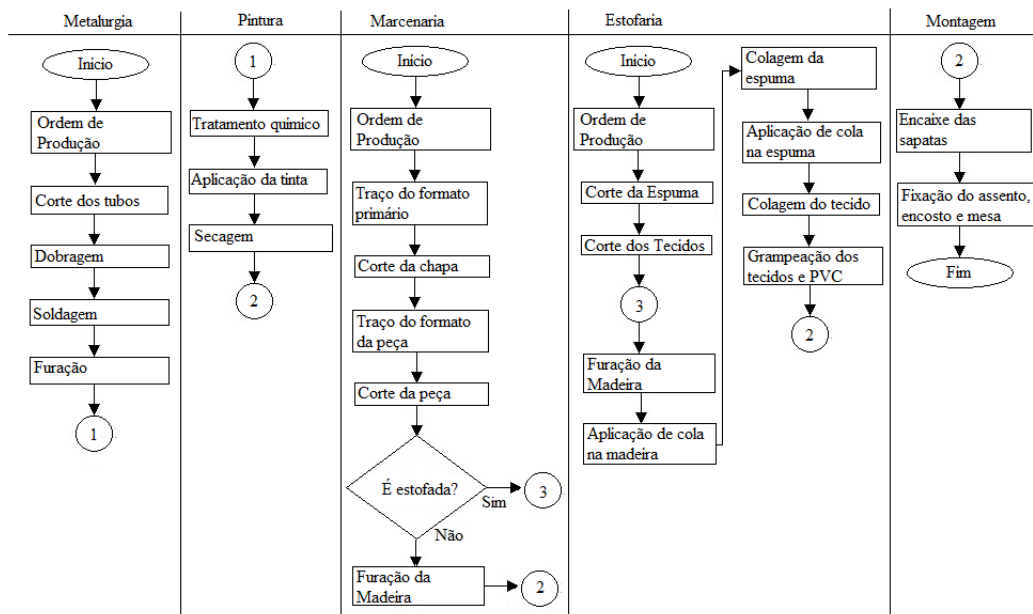 Metalurgia
Inicio
Ordem de
Produção
Corte dos tubos
Dobragem
Soldagem
Furação
1
Pintura
1
Tratamento quimico
Aplicação da tinta
Secagem
2
Marcenaria
Inicio
Ordem de
Produção
Traço do formato
primário
Corte da chapa
Traço do formato
da peça
Corte da peça
É estofada?
Sim
3
Não
Furação da
Madeira
2
Estofaria
Inicio
Ordem de
Produção
Corte da Espuma
Corte dos Tecidos
3
Furação da
Madeira
Aplicação de cola
na madeira
Colagem da
espuma
Aplicação de cola
na espuma
Colagem do tecido
Grampeação dos
tecidos e PVC
2
Montagem
2
Encaixe das
sapatas
Fixação do assento,
encosto e mesa
Fim